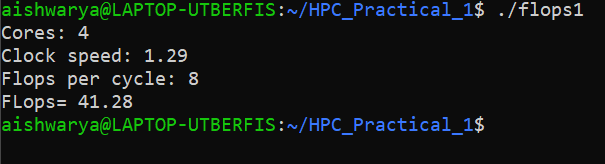 aishwarya@LAPTOP-UTBERFIS:~/HPC_Practical_1$ ./flops1
Cores: 4
Clock speed: 1.29
Flops per cycle: 8
FLops= 41.28
aishwarya@LAPTOP-UTBERFIS:~/HPC_Practical_1$